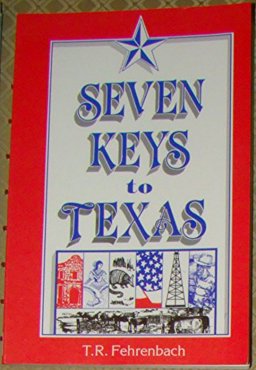 SEVEN
KEYS
to
TEXAS
T.R. Fehrenbach